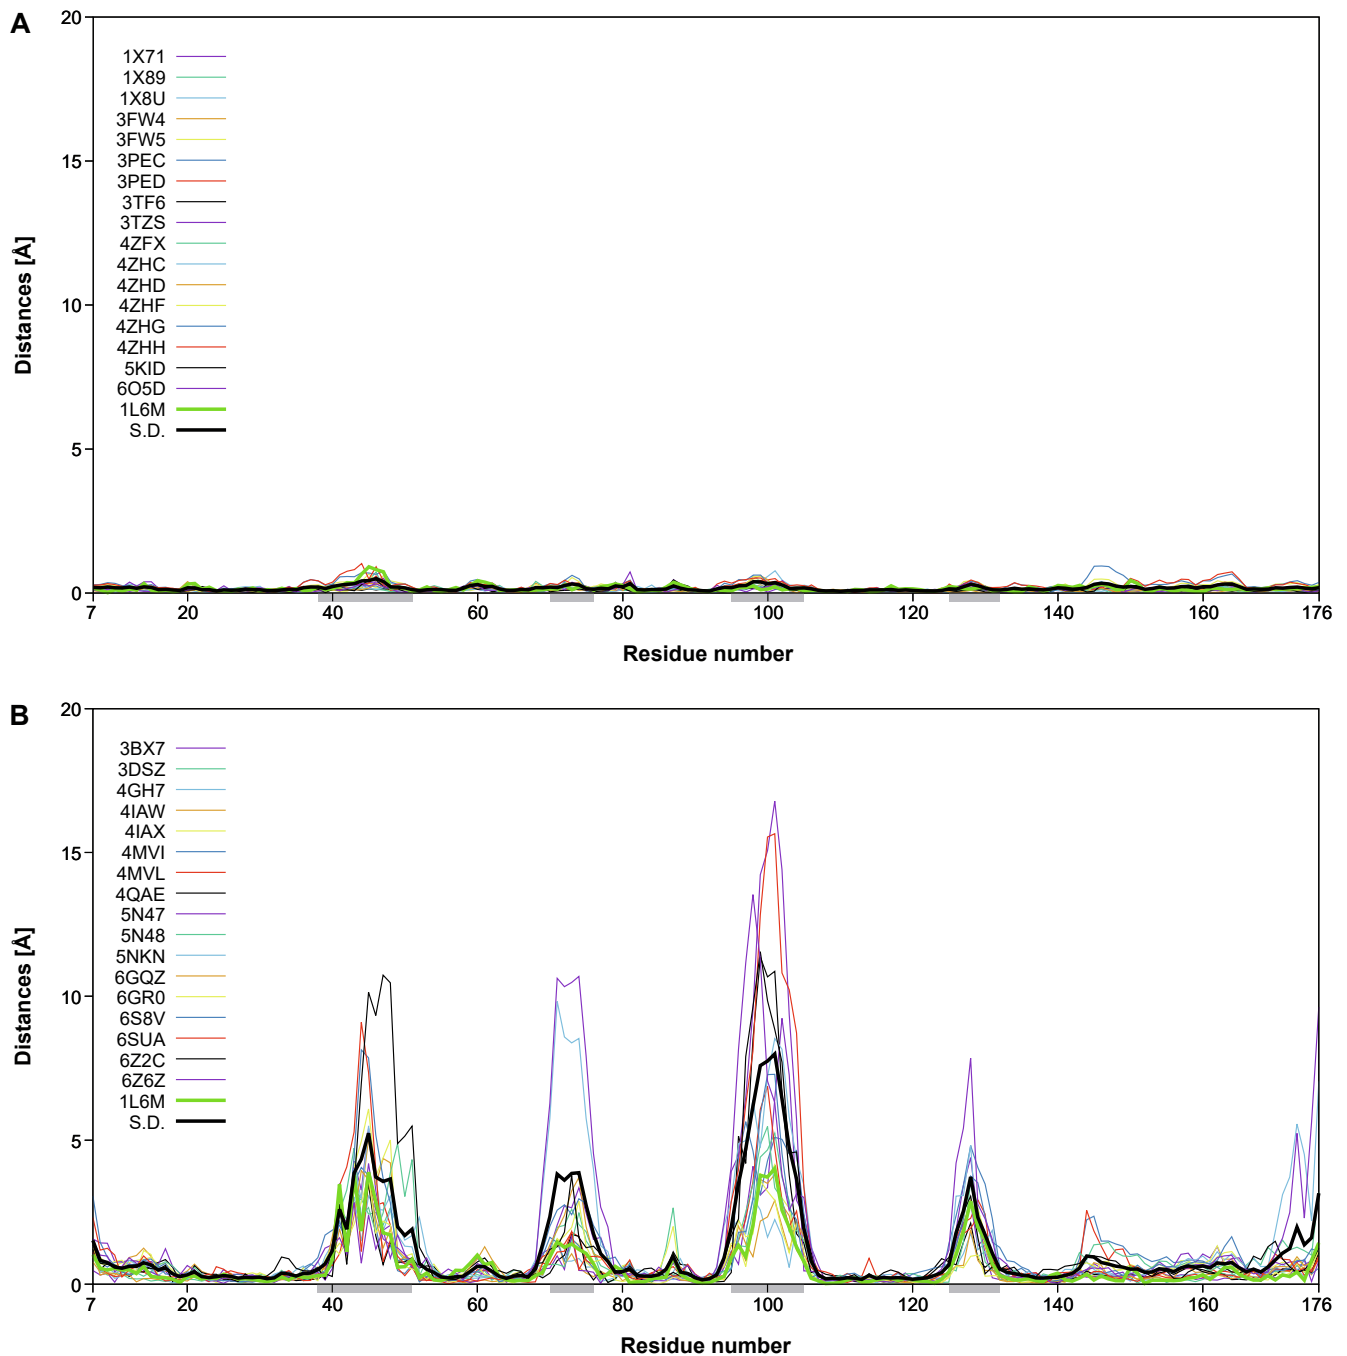 A
20
15
10
5
0
Distances [Å]
1X71
1X89
1X8U
3FW4
3FW5
3PEC
3PED
3TF6
3TZS
4ZFX
4ZHC
4ZHD
4ZHF
4ZHG
4ZHH
5KID
6O5D
1L6M
S.D.
7 20 40 60 80 100 120 140 160 176
Residue number
B
20
15
10
5
0
Distances [Å]
3BX7
3DSZ
4GH7
4IAW
4IAX
4MVI
4MVL
4QAE
5N47
5N48
5NKN
6GQZ
6GR0
6S8V
6SUA
6Z2C
6Z6Z
1L6M
S.D.
7 20 40 60 80 100 120 140 160 176
Residue number